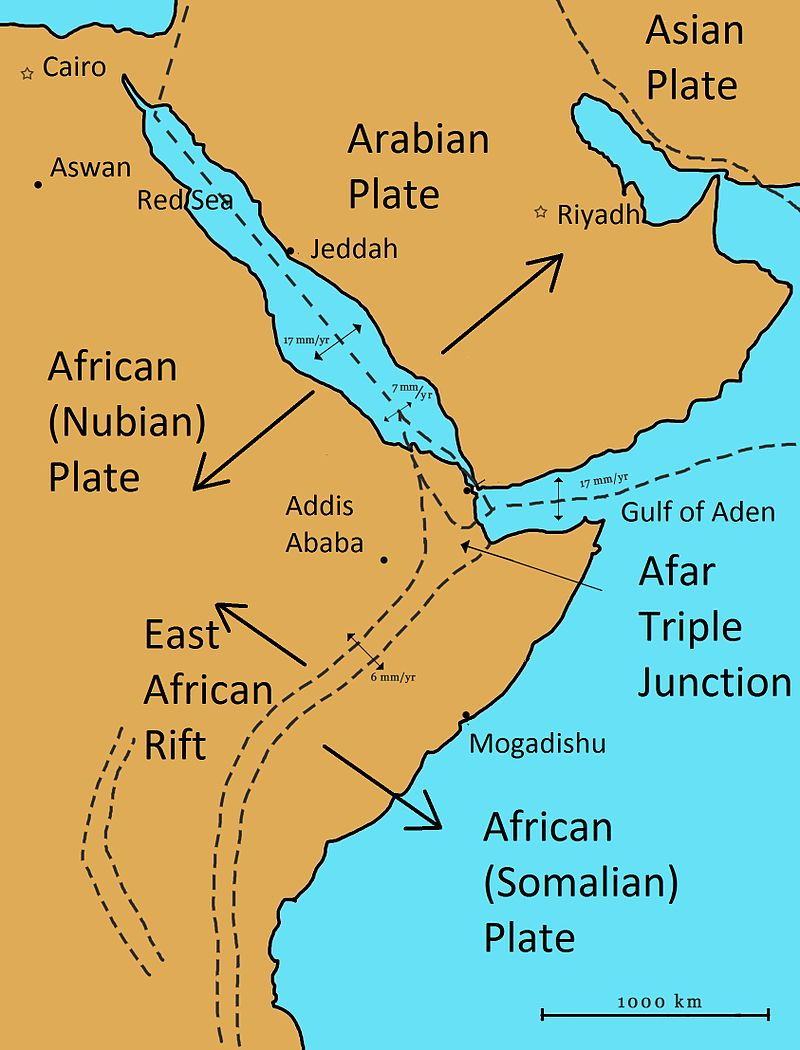 Asian
Plate
Cairo
Arabian
Plate
Aswan
Red Sea
Riyadh
Jeddah
17 mm/yr
African
(Nubian)
Plate
7 mm/yr
17 mm/yr
Gulf of Aden
Addis
Ababa
Afar
Triple
Junction
East
African
Rift
6 mm/yr
Mogadishu
African
(Somalian)
Plate
1000 km